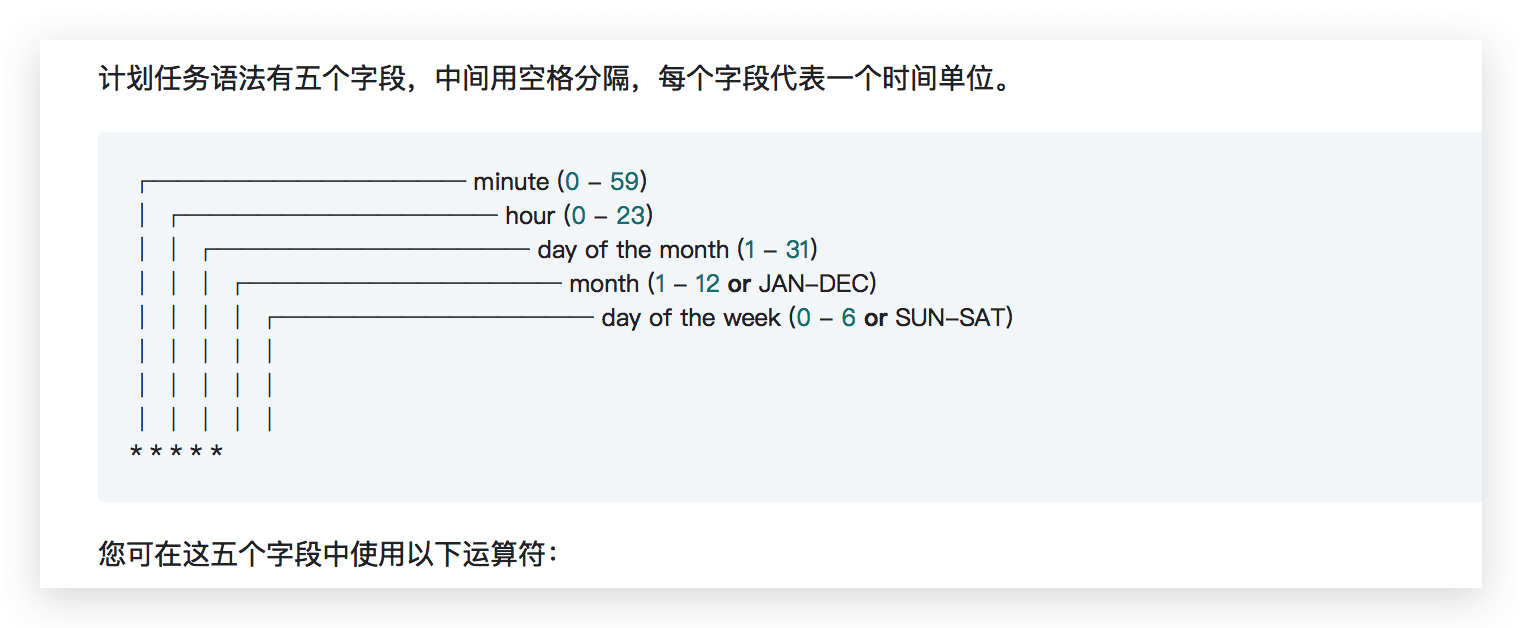 计划任务语法有五个字段，中间用空格分隔，每个字段代表一个时间单位。
┌───────────── minute (0 – 59)
│ ┌───────────── hour (0 – 23)
│ │ ┌───────────── day of the month (1 – 31)
│ │ │ ┌───────────── month (1 – 12 or JAN–DEC)
│ │ │ │ ┌───────────── day of the week (0 – 6 or SUN–SAT)
│ │ │ │ │
│ │ │ │ │
│ │ │ │ │
* * * * *
您可在这五个字段中使用以下运算符：